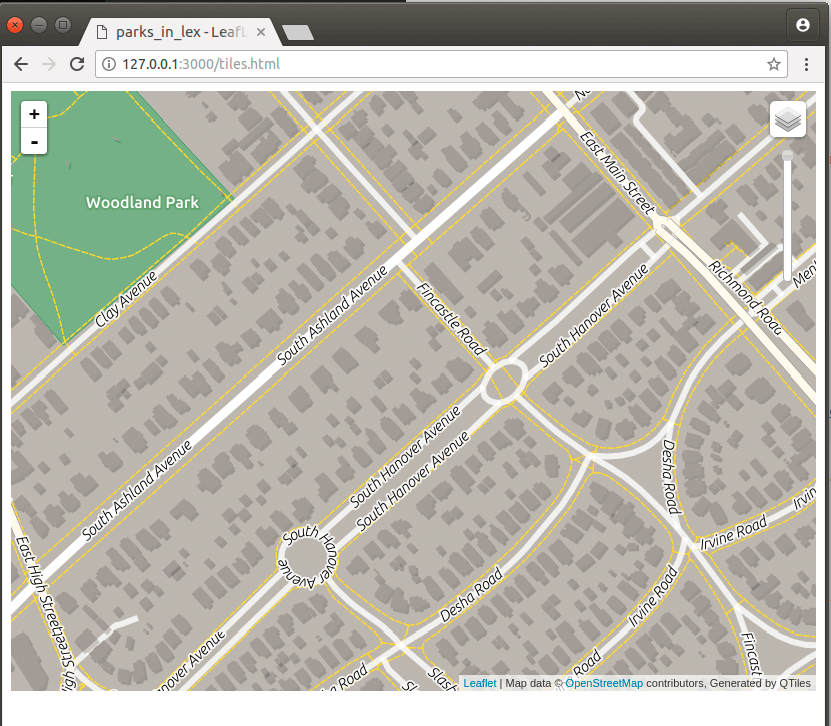 parks_in_lex - Leafl
127.0.0.1:3000/tiles.html
+
-
Woodland Park
East Main Street
Clay Avenue
South Ashland Avenue
Richmond Road
South Hanover Avenue
Fincastle Road
South Hanover Avenue
South Hanover Avenue
South Ashland Avenue
Desha Road
Irvine Road
South Hanover Avenue
East High Street
Desha Road
Irvine Road
Leaflet | Map data © OpenStreetMap contributors, Generated by QTiles